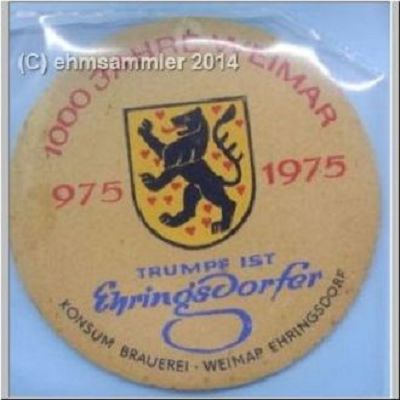 (C) ehmsammler 2014
1000 JAHRE WEIMAR
975 1975
TRUMPF IST
Ehringsdorfer
KONSUM BRAUEREI · WEIMAR EHRINGSDORF